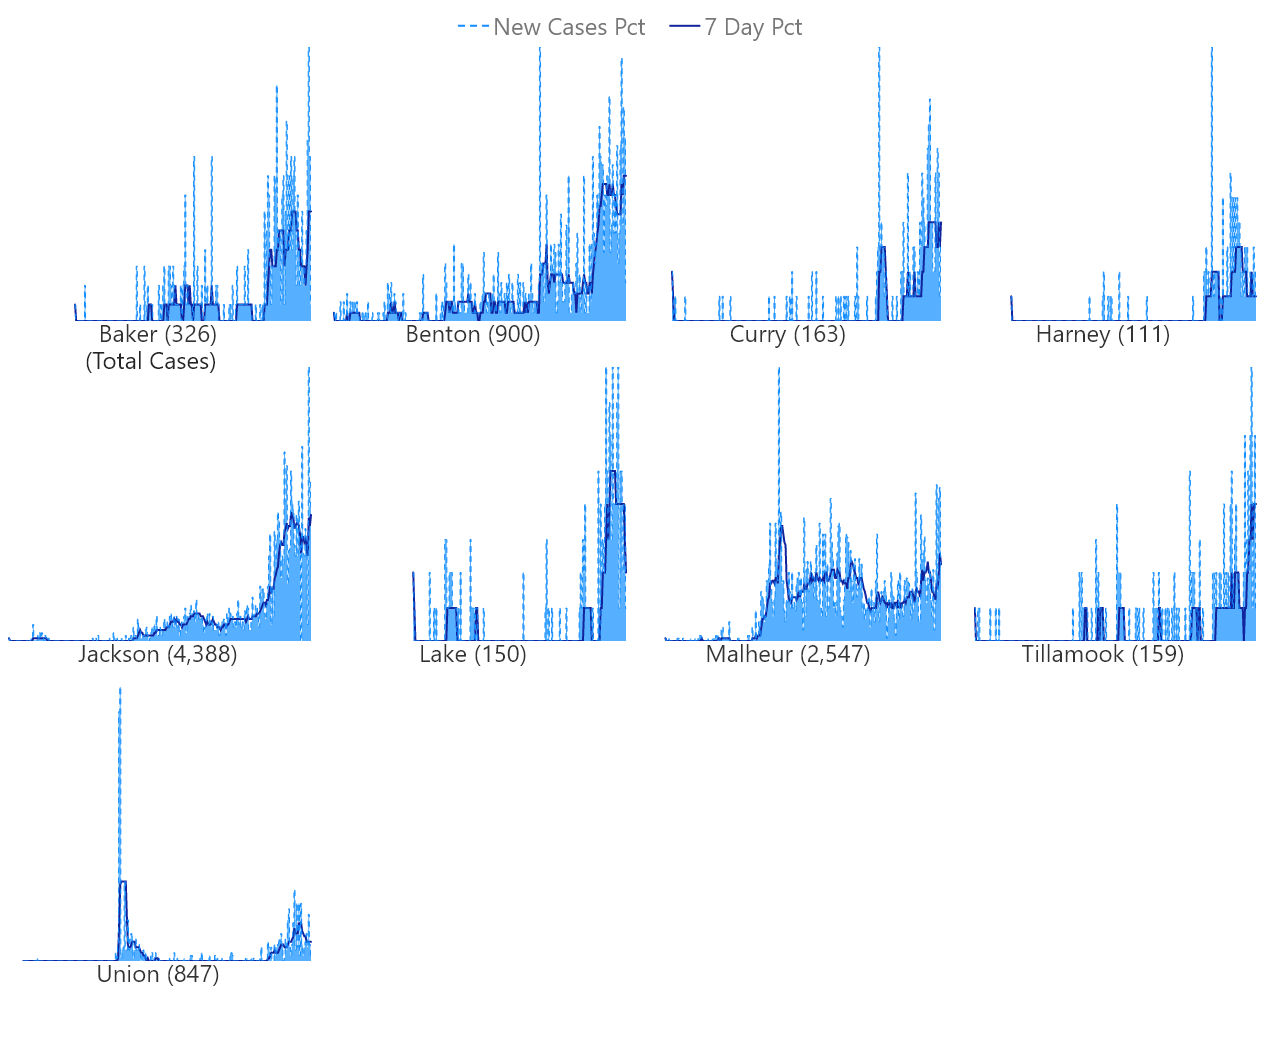 New Cases Pct 7 Day Pct
Baker (326)
(Total Cases)
Benton (900)
Curry (163)
Harney (111)
Jackson (4,388)
Lake (150)
Malheur (2,547)
Tillamook (159)
Union (847)